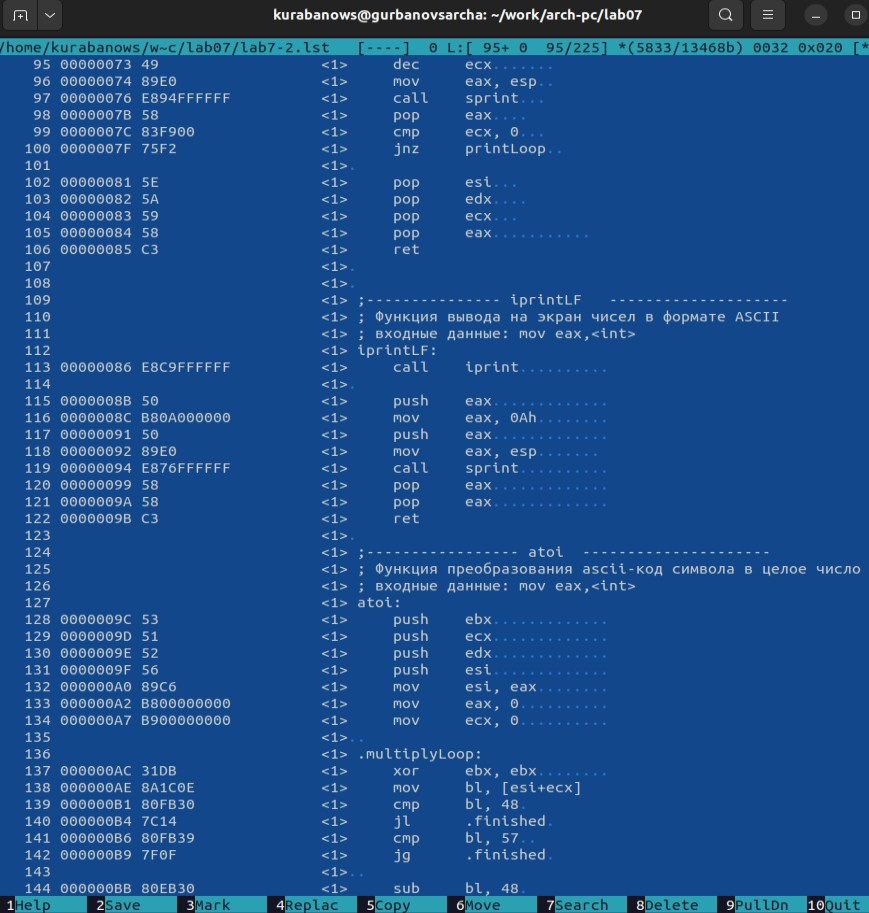 kurabanows@gurbanovsarcha: ~/work/arch-pc/lab07
/home/kurabanows/w~c/lab07/lab7-2.lst [----] 0 L:[ 95+ 0 95/225] *(5833/13468b) 0032 0x020 [*
95 00000073 49 <1> dec ecx.......
96 00000074 89E0 <1> mov eax, esp..
97 00000076 E894FFFFFF <1> call sprint...
98 0000007B 58 <1> pop eax....
99 0000007C 83F900 <1> cmp ecx, 0...
100 0000007F 75F2 <1> jnz printLoop..
101 <1>.
102 00000081 5E <1> pop esi...
103 00000082 5A <1> pop edx....
104 00000083 59 <1> pop ecx...
105 00000084 58 <1> pop eax...........
106 00000085 C3 <1> ret
107 <1>.
108 <1>.
109 <1> ;--------------- iprintLF --------------------
110 <1> ; Функция вывода на экран чисел в формате ASCII
111 <1> ; входные данные: mov eax,<int>
112 <1> iprintLF:
113 00000086 E8C9FFFFFF <1> call iprint..........
114 <1>.
115 0000008B 50 <1> push eax.............
116 0000008C B80A000000 <1> mov eax, 0Ah........
117 00000091 50 <1> push eax.............
118 00000092 89E0 <1> mov eax, esp.......
119 00000094 E876FFFFFF <1> call sprint..........
120 00000099 58 <1> pop eax.............
121 0000009A 58 <1> pop eax.............
122 0000009B C3 <1> ret
123 <1>.
124 <1> ;----------------- atoi ---------------------
125 <1> ; Функция преобразования ascii-код символа в целое число
126 <1> ; входные данные: mov eax,<int>
127 <1> atoi:
128 0000009C 53 <1> push ebx.............
129 0000009D 51 <1> push ecx.............
130 0000009E 52 <1> push edx.............
131 0000009F 56 <1> push esi.............
132 000000A0 89C6 <1> mov esi, eax........
133 000000A2 B800000000 <1> mov eax, 0..........
134 000000A7 B900000000 <1> mov ecx, 0..........
135 <1>..
136 <1> .multiplyLoop:
137 000000AC 31DB <1> xor ebx, ebx........
138 000000AE 8A1C0E <1> mov bl, [esi+ecx]
139 000000B1 80FB30 <1> cmp bl, 48.
140 000000B4 7C14 <1> jl .finished.
141 000000B6 80FB39 <1> cmp bl, 57..
142 000000B9 7F0F <1> jg .finished.
143 <1>..
144 000000BB 80EB30 <1> sub bl, 48.
1Help 2Save 3Mark 4Replac 5Copy 6Move 7Search 8Delete 9PullDn 10Quit